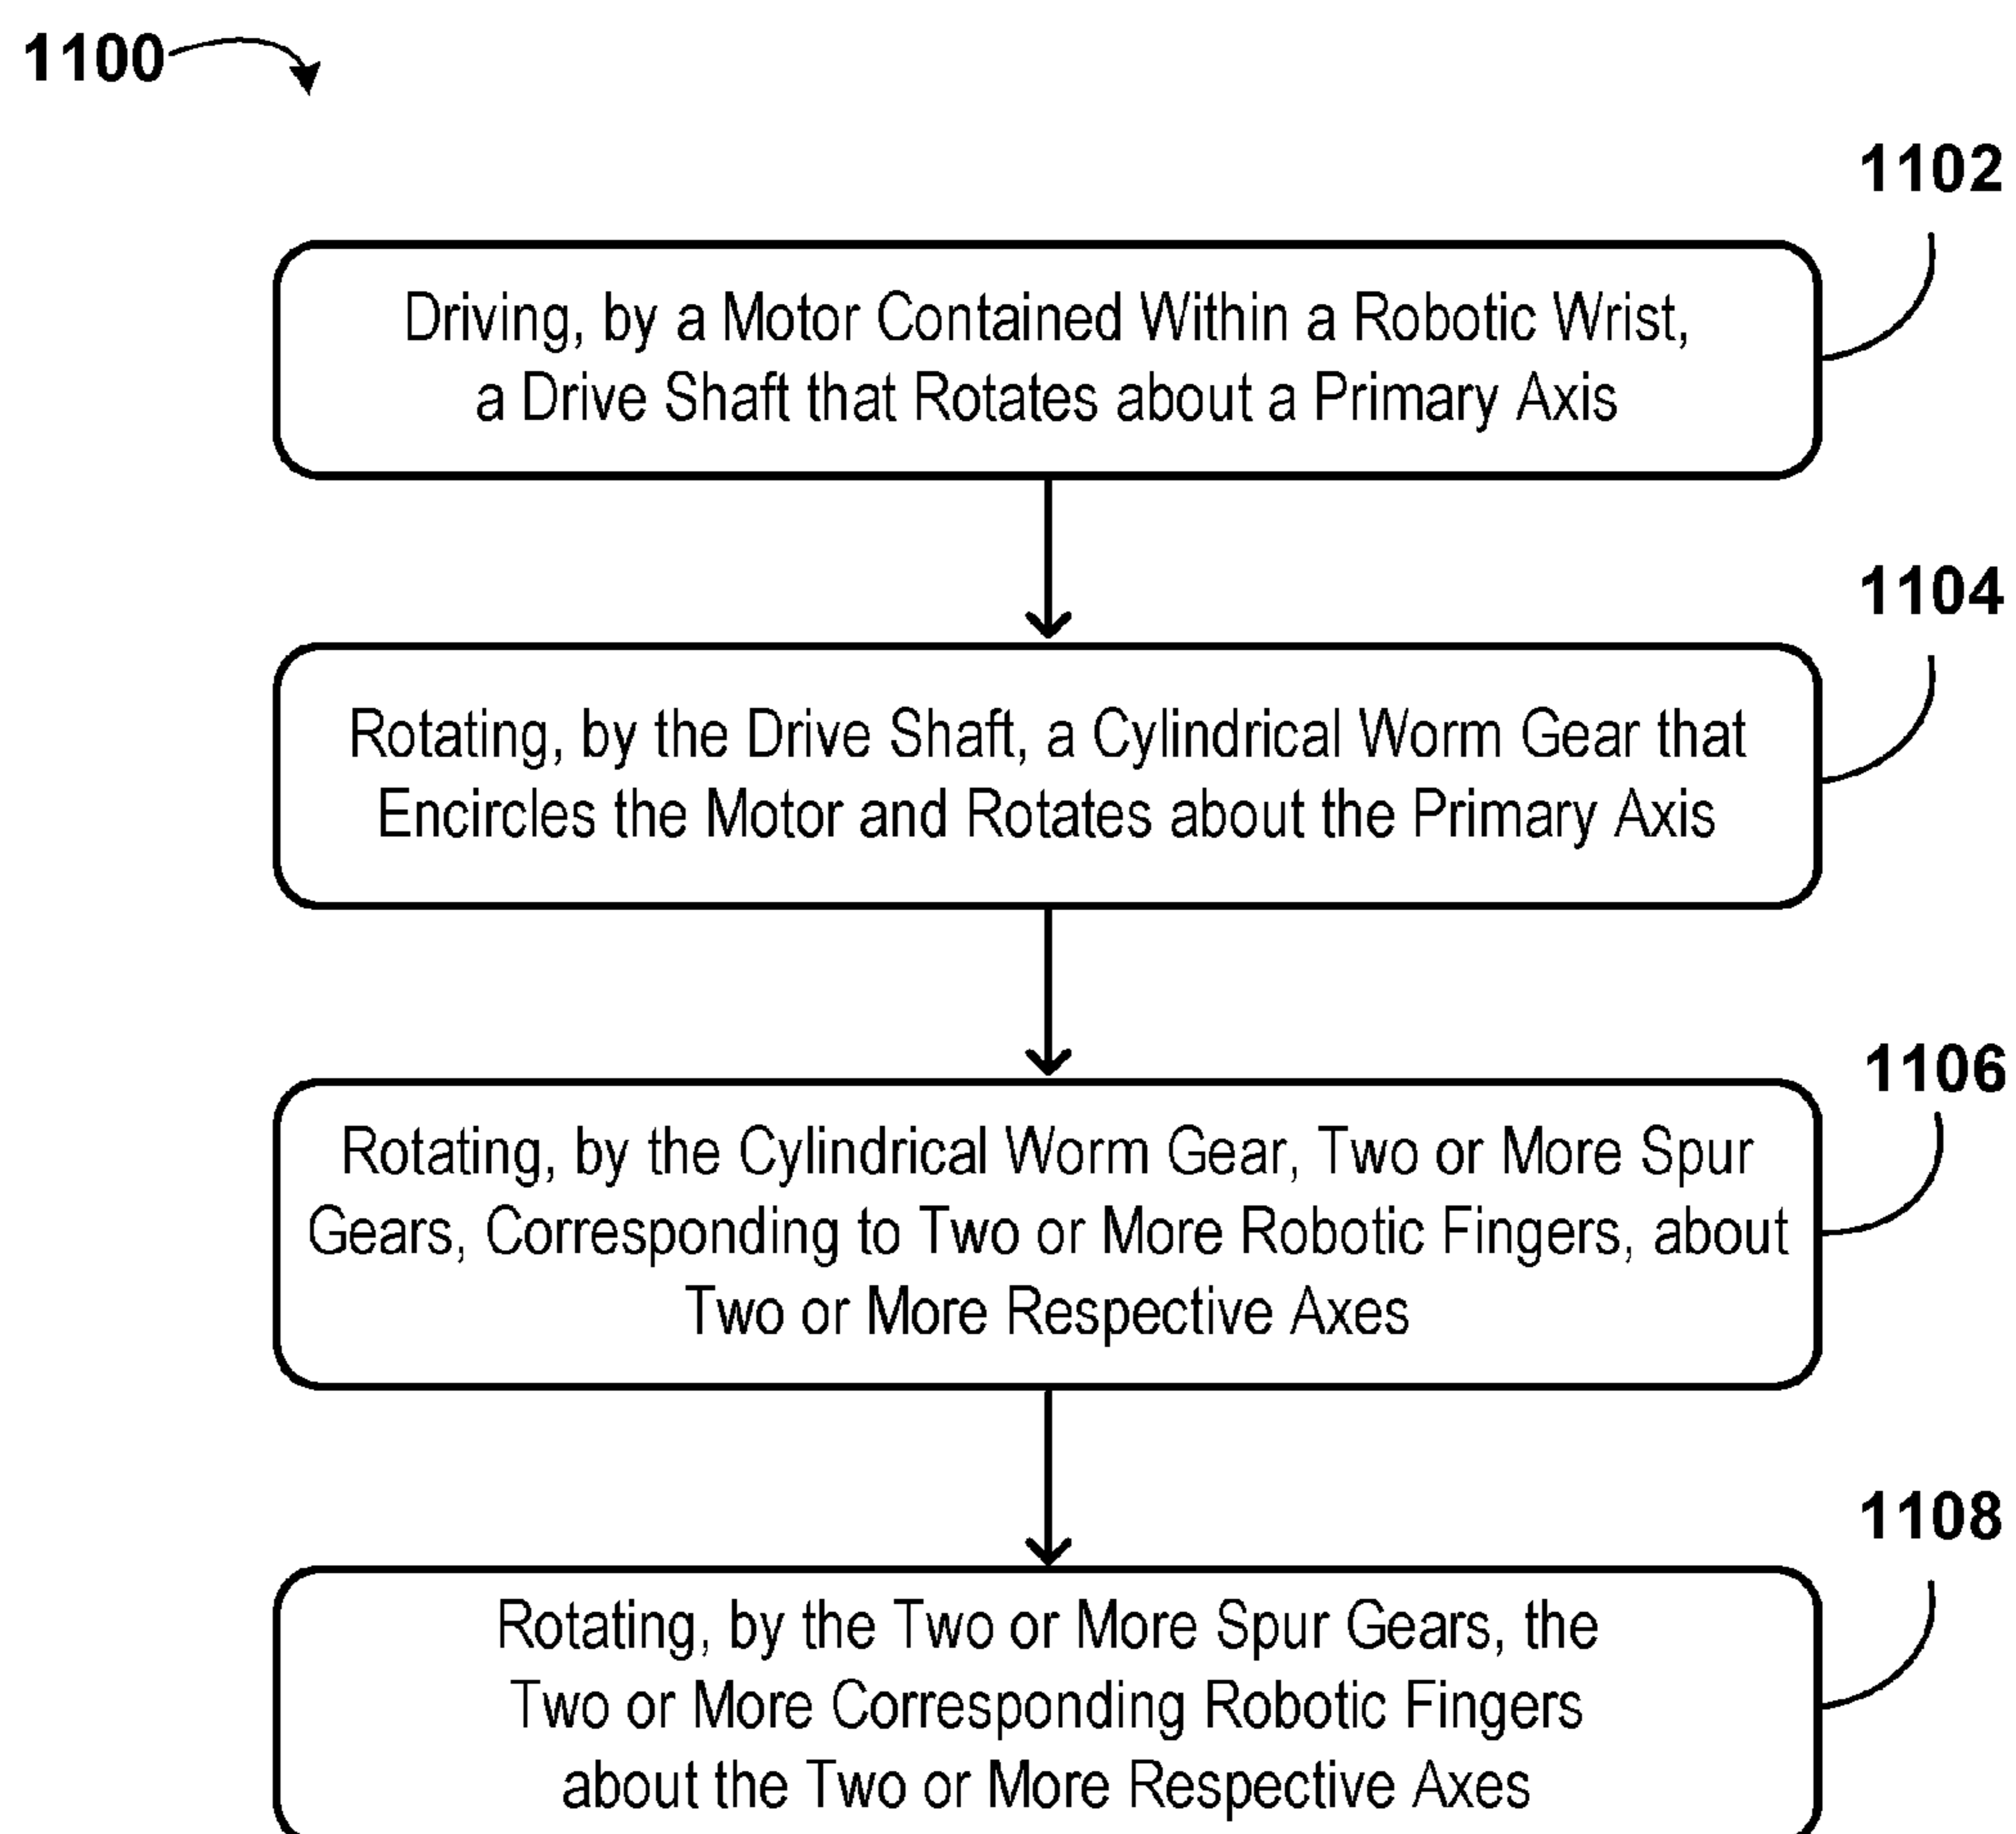 1100
1102
Driving, by a Motor Contained Within a Robotic Wrist,
a Drive Shaft that Rotates about a Primary Axis
1104
Rotating, by the Drive Shaft, a Cylindrical Worm Gear that
Encircles the Motor and Rotates about the Primary Axis
1106
Rotating, by the Cylindrical Worm Gear, Two or More Spur
Gears, Corresponding to Two or More Robotic Fingers, about
Two or More Respective Axes
1108
Rotating, by the Two or More Spur Gears, the
Two or More Corresponding Robotic Fingers
about the Two or More Respective Axes